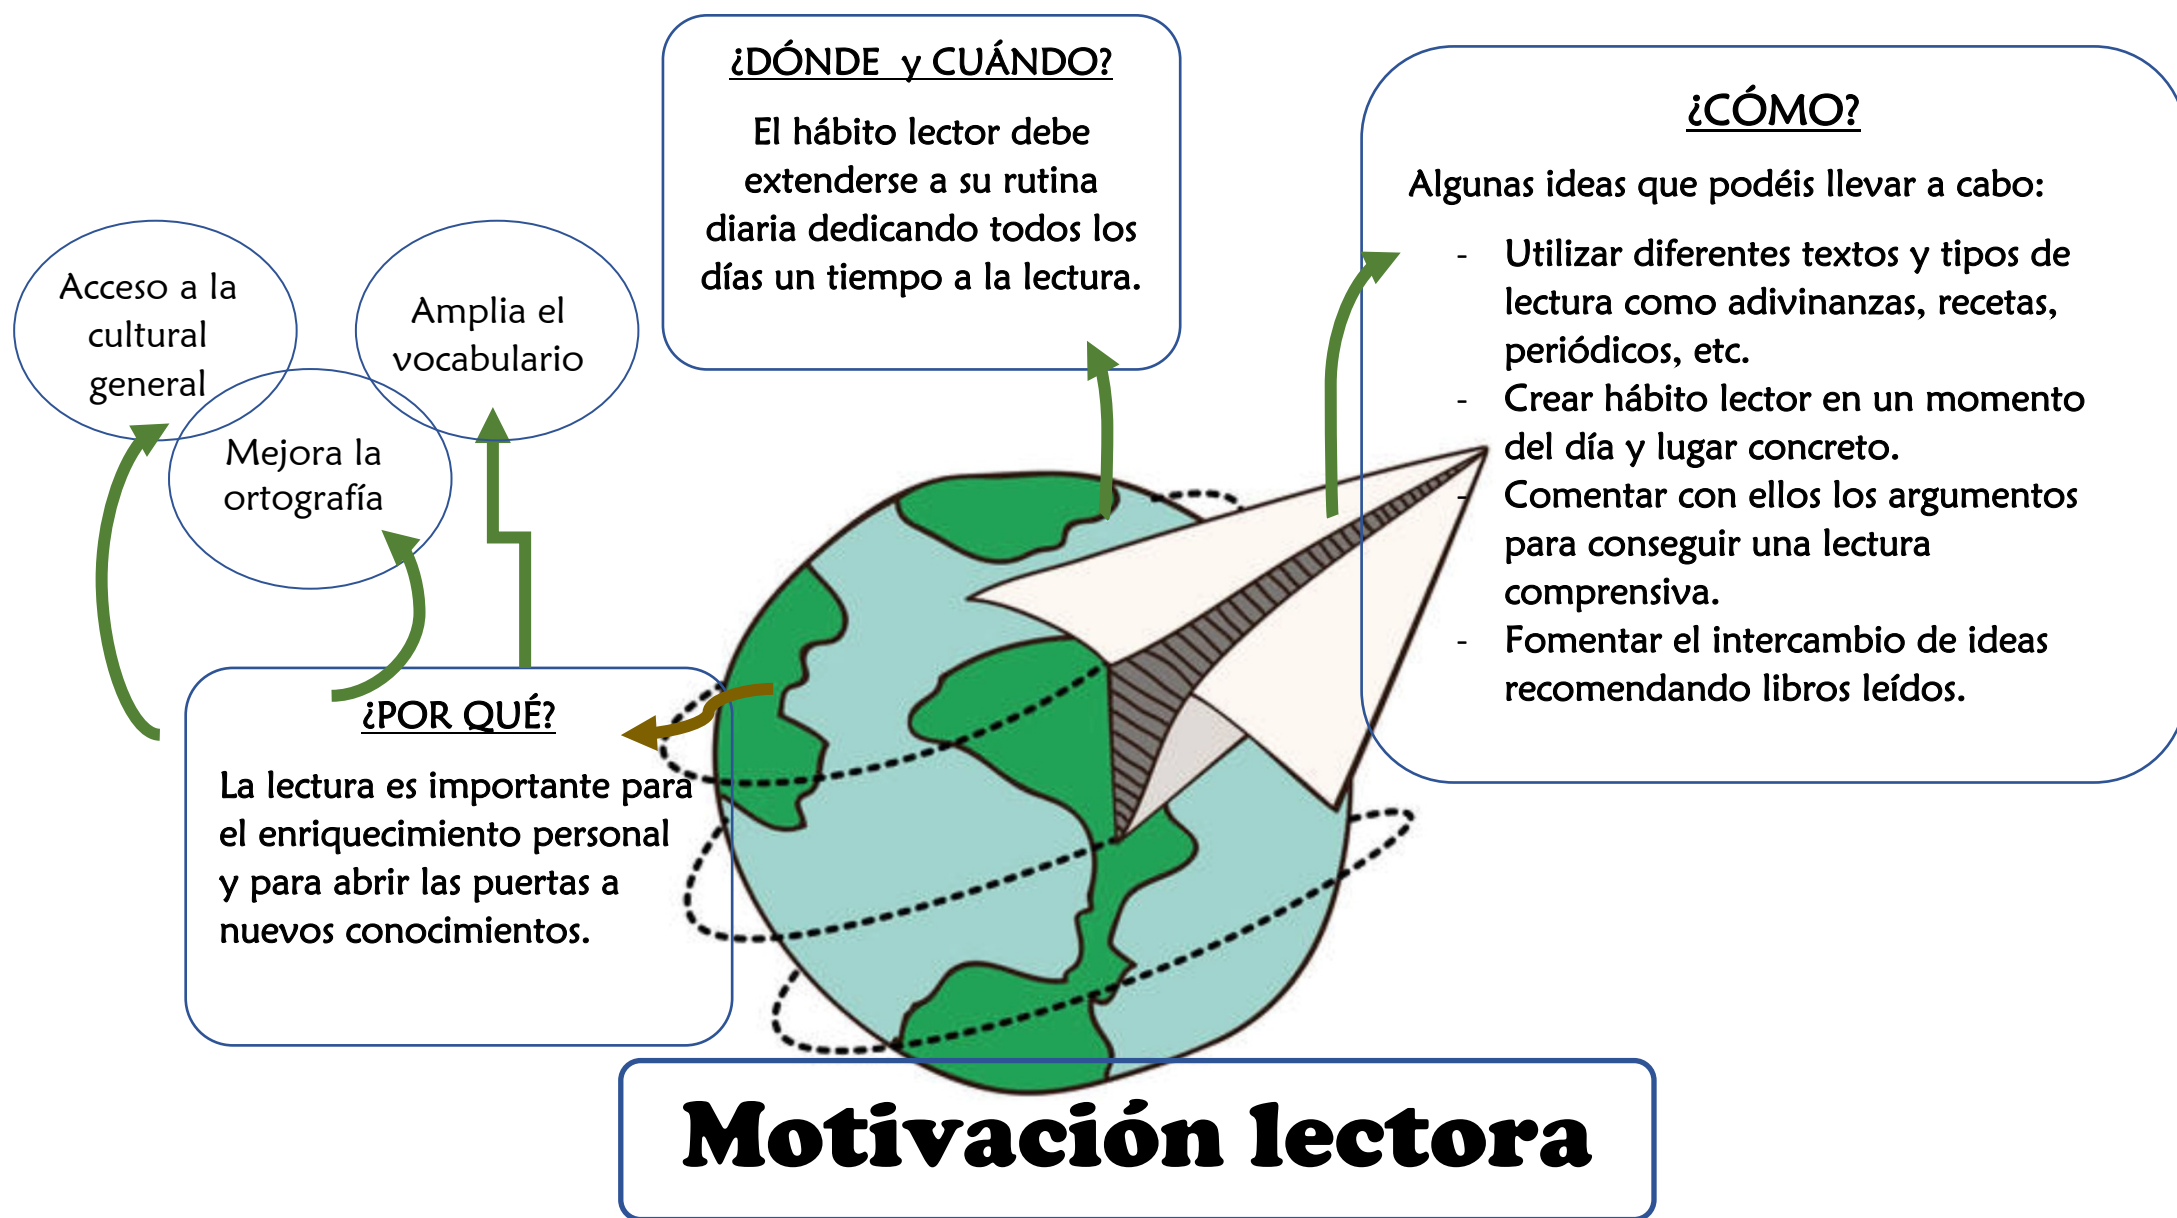 ¿DÓNDE y CUÁNDO?
El hábito lector debe
extenderse a su rutina
diaria dedicando todos los
días un tiempo a la lectura.
¿CÓMO?
Algunas ideas que podéis llevar a cabo:
- Utilizar diferentes textos y tipos de
lectura como adivinanzas, recetas,
periódicos, etc.
- Crear hábito lector en un momento
del día y lugar concreto.
- Comentar con ellos los argumentos
para conseguir una lectura
comprensiva.
- Fomentar el intercambio de ideas
recomendando libros leídos.
Acceso a la
cultural
general
Amplia el
vocabulario
Mejora la
ortografía
¿POR QUÉ?
La lectura es importante para
el enriquecimiento personal
y para abrir las puertas a
nuevos conocimientos.
Motivación lectora